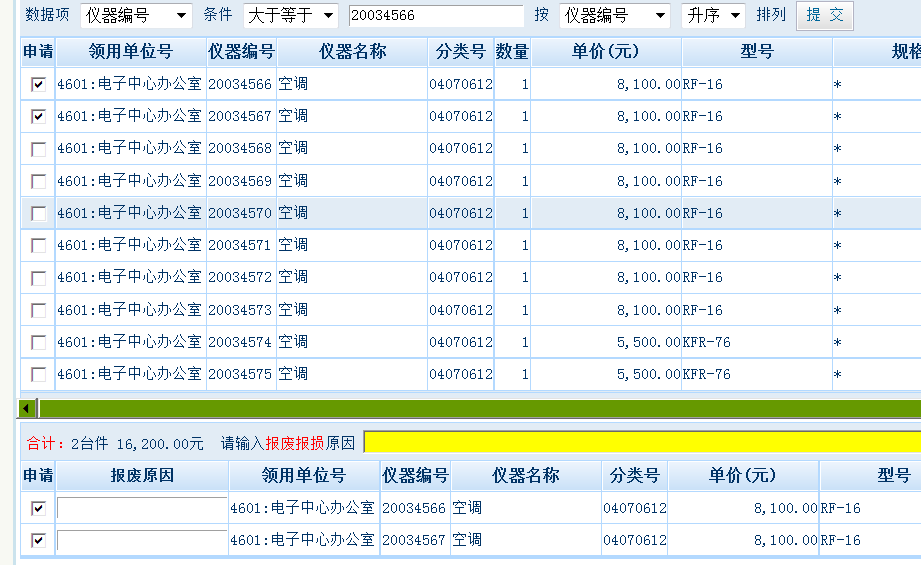 数据项 仪器编号 条件 大于等于 20034566 按 仪器编号 升序 排列 提 交
申请 领用单位号 仪器编号 仪器名称 分类号 数量 单价(元) 型号 规格
4601:电子中心办公室 20034566 空调 04070612 1 8,100.00 RF-16 *
4601:电子中心办公室 20034567 空调 04070612 1 8,100.00 RF-16 *
4601:电子中心办公室 20034568 空调 04070612 1 8,100.00 RF-16 *
4601:电子中心办公室 20034569 空调 04070612 1 8,100.00 RF-16 *
4601:电子中心办公室 20034570 空调 04070612 1 8,100.00 RF-16 *
4601:电子中心办公室 20034571 空调 04070612 1 8,100.00 RF-16 *
4601:电子中心办公室 20034572 空调 04070612 1 8,100.00 RF-16 *
4601:电子中心办公室 20034573 空调 04070612 1 8,100.00 RF-16 *
4601:电子中心办公室 20034574 空调 04070612 1 5,500.00 KFR-76 *
4601:电子中心办公室 20034575 空调 04070612 1 5,500.00 KFR-76 *
合计：2台件 16,200.00元 请输入报废报损原因
申请 报废原因 领用单位号 仪器编号 仪器名称 分类号 单价(元) 型号
4601:电子中心办公室 20034566 空调 04070612 8,100.00 RF-16
4601:电子中心办公室 20034567 空调 04070612 8,100.00 RF-16